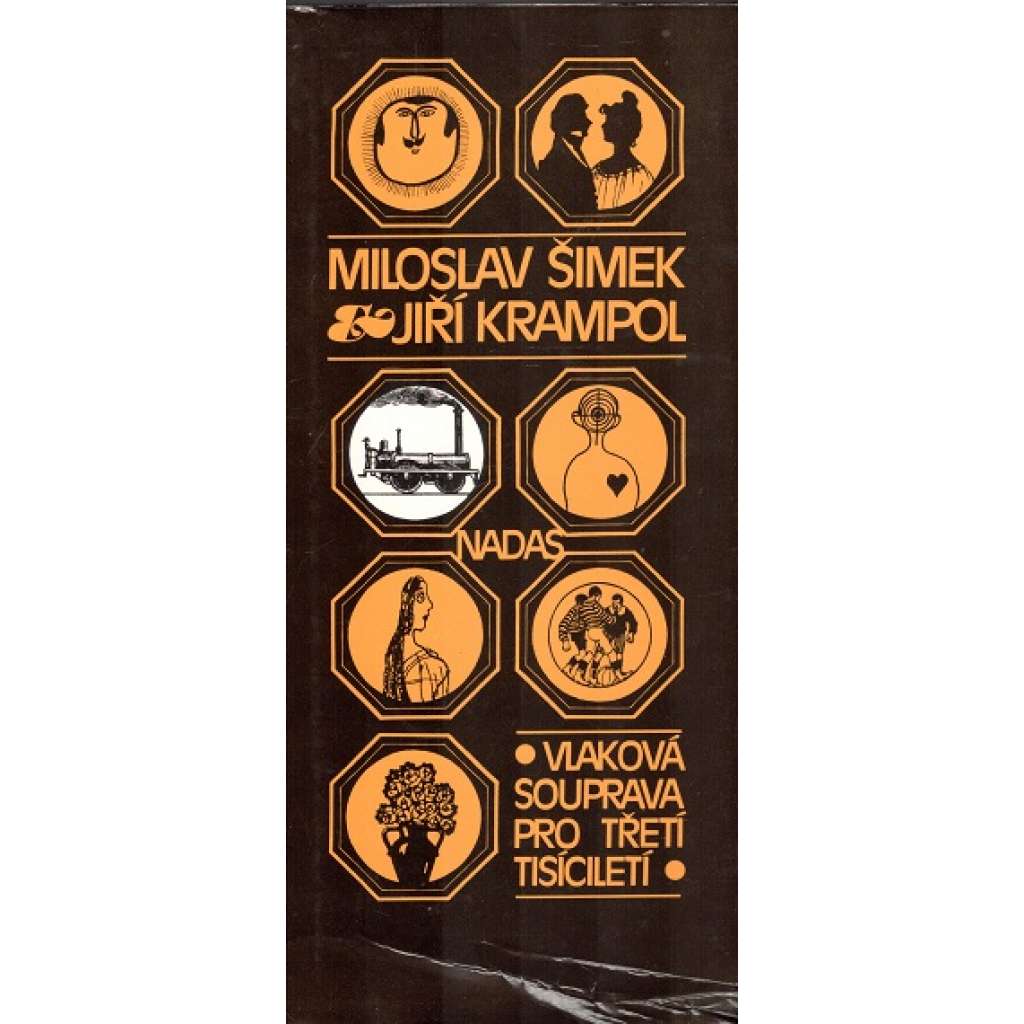 MILOSLAV ŠIMEK
& JIŘÍ KRAMPOL
NADAS
• VLAKOVÁ
SOUPRAVA
PRO TŘETÍ
TISÍCILETÍ •